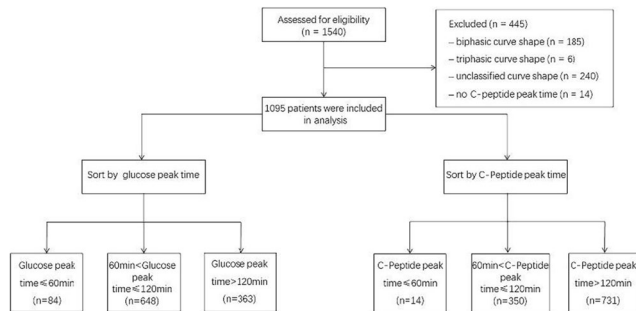 Assessed for eligibility
(n = 1540)
Excluded (n = 445)
– biphasic curve shape (n = 185)
– triphasic curve shape (n = 6)
– unclassified curve shape (n = 240)
– no C-peptide peak time (n = 14)
1095 patients were included
in analysis
Sort by glucose peak time
Sort by C-Peptide peak time
Glucose peak
time≤60min
(n=84)
60min<Glucose
peak
time≤120min
(n=648)
Glucose peak
time>120min
(n=363)
C-Peptide peak
time≤60min
(n=14)
60min<C-Peptide
peak
time≤120min
(n=350)
C-Peptide peak
time>120min
(n=731)